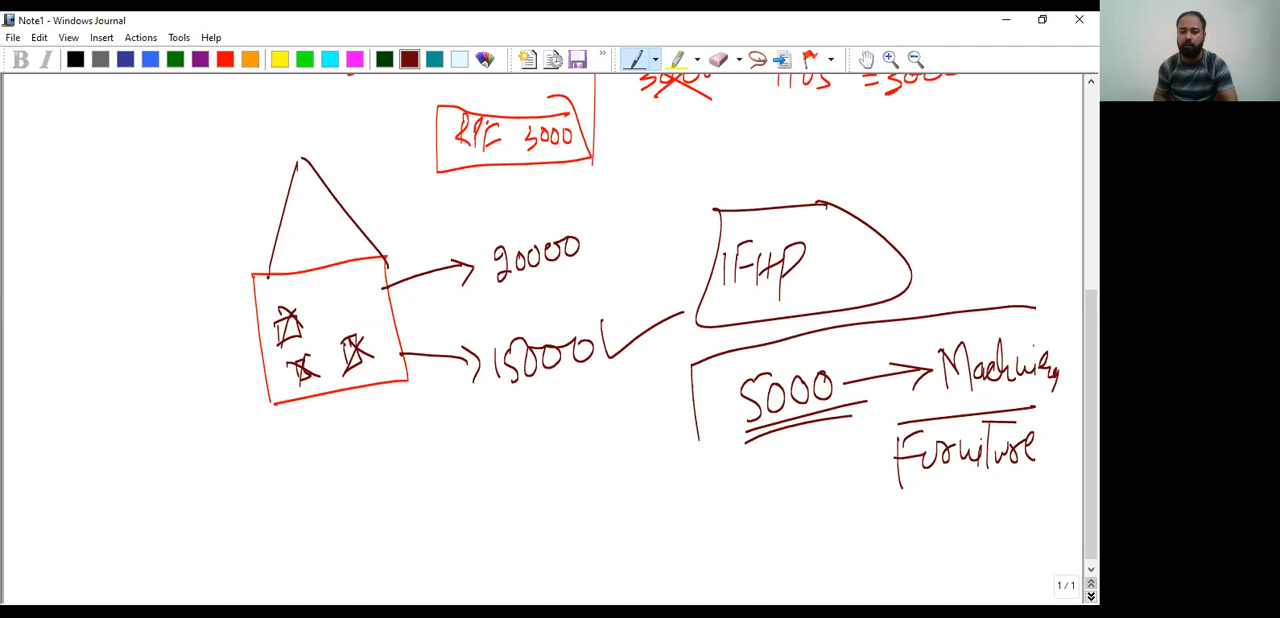 Note1 - Windows Journal
File Edit View Insert Actions Tools Help
B I
RPF 5000
20000
IFHP
15000
5000
Machinery
Furniture
1 / 1